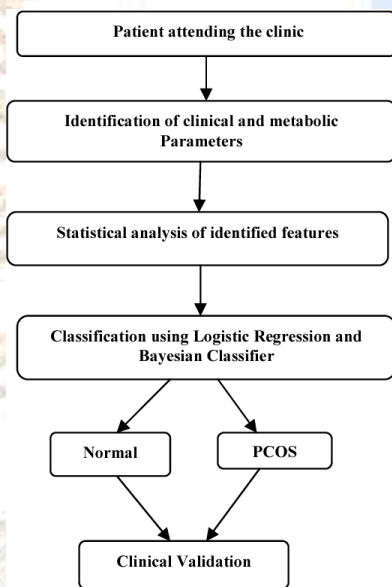 Patient attending the clinic
Identification of clinical and metabolic
Parameters
Statistical analysis of identified features
Classification using Logistic Regression and
Bayesian Classifier
Normal
PCOS
Clinical Validation